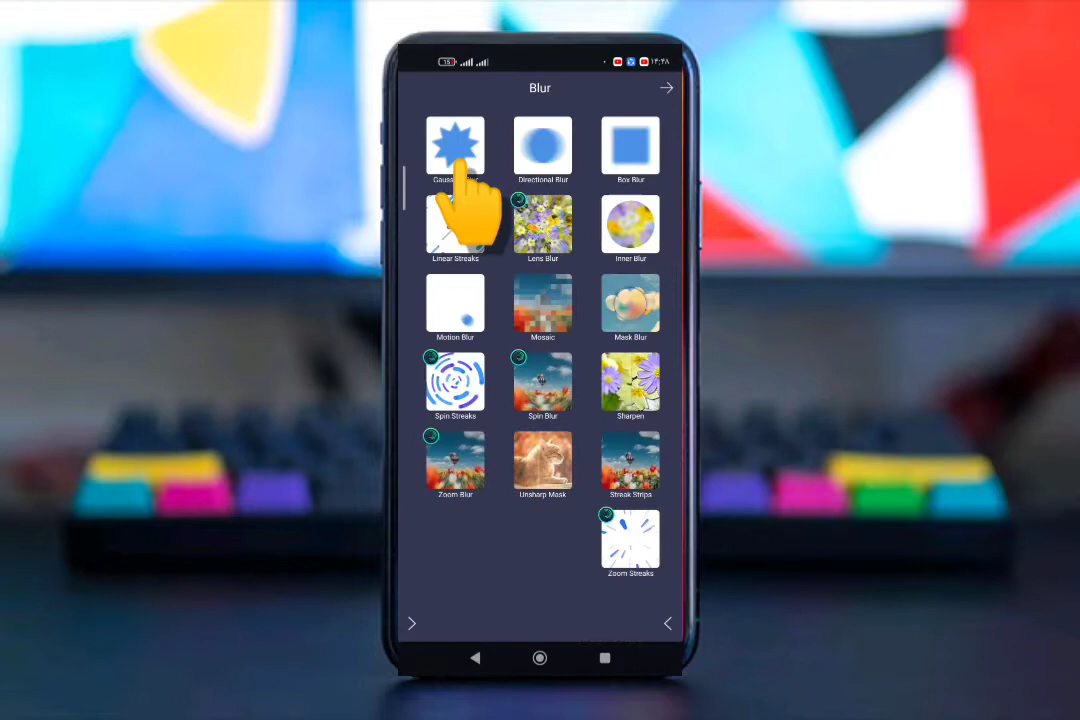 15
۱۴:۴۸
Blur
Directional Blur
Box Blur
Linear Streaks
Lens Blur
Inner Blur
Motion Blur
Mosaic
Mask Blur
Spin Streaks
Spin Blur
Sharpen
Zoom Blur
Unsharp Mask
Streak Strips
Zoom Streaks